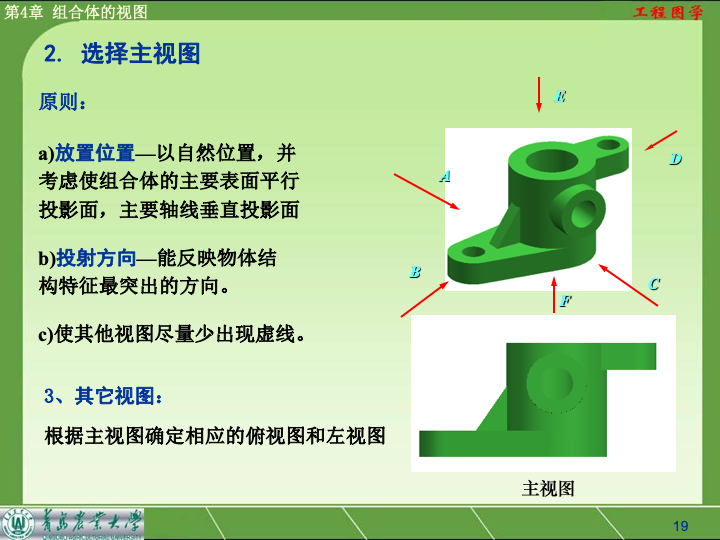 第4章 组合体的视图
工程图学
2. 选择主视图
原则：
a)放置位置—以自然位置，并
考虑使组合体的主要表面平行
投影面，主要轴线垂直投影面
b)投射方向—能反映物体结
构特征最突出的方向。
c)使其他视图尽量少出现虚线。
3、其它视图：
根据主视图确定相应的俯视图和左视图
E
D
A
B
C
F
主视图
青岛农业大学
19